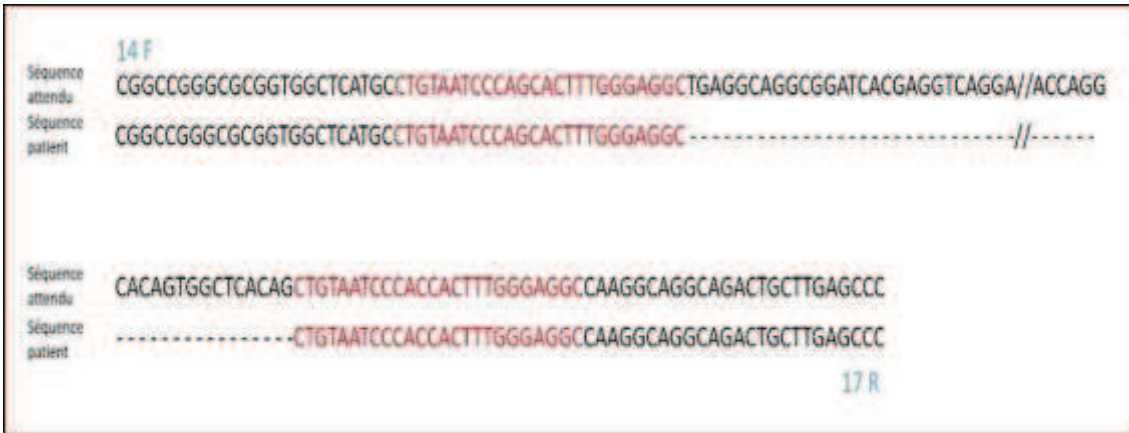 14 F
Séquence attendu CGGCCGGGCGCGGTGGCTCATGCCTGTAATCCCAGCACTTTGGGAGGCTGAGGCAGGCGGATCACGAGGTCAGGA//ACCAGG
Séquence patient CGGCCGGGCGCGGTGGCTCATGCCTGTAATCCCAGCACTTTGGGAGGC-----------------------------//------
Séquence attendu CACAGTGGCTCACAGCTGTAATCCCACCACTTTGGGAGGCCAAGGCAGGCAGACTGCTTGAGCCC
Séquence patient ---------------CTGTAATCCCACCACTTTGGGAGGCCAAGGCAGGCAGACTGCTTGAGCCC
17 R